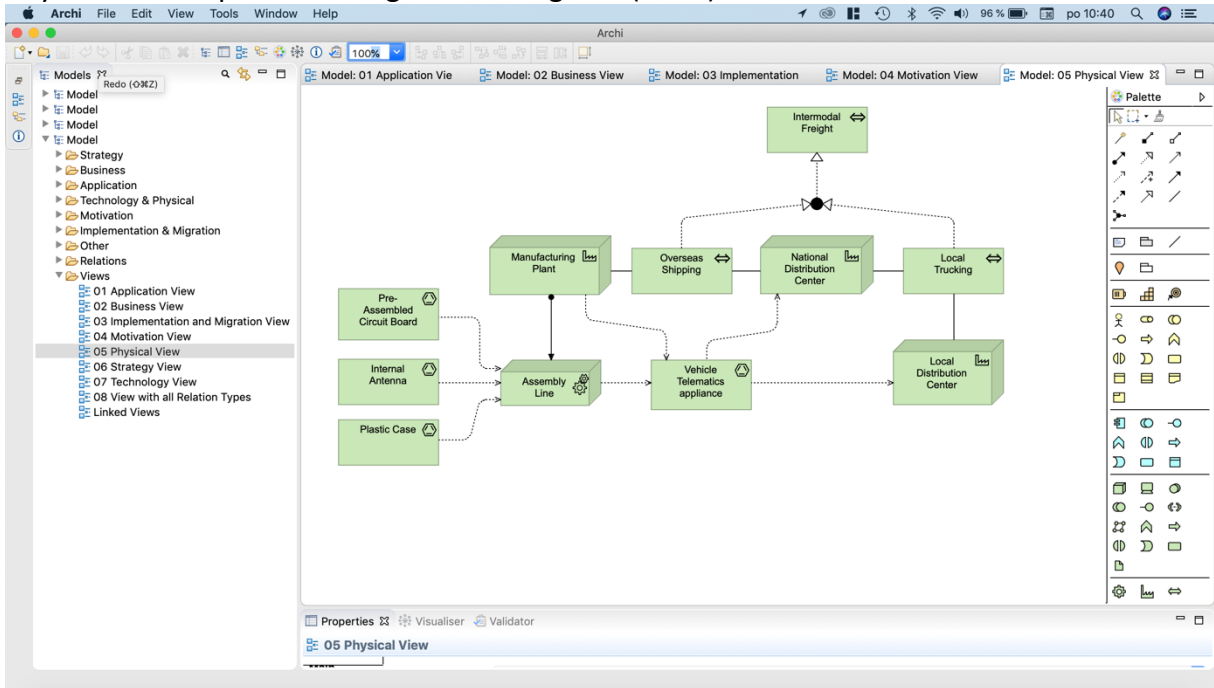 Archi File Edit View Tools Window Help 96 % po 10:40
Archi
100%
Models
Redo (⇧⌘Z)
Model: 01 Application Vie
Model: 02 Business View
Model: 03 Implementation
Model: 04 Motivation View
Model: 05 Physical View
Model
Model
Model
Model
Strategy
Business
Application
Technology & Physical
Motivation
Implementation & Migration
Other
Relations
Views
01 Application View
02 Business View
03 Implementation and Migration View
04 Motivation View
05 Physical View
06 Strategy View
07 Technology View
08 View with all Relation Types
Linked Views
Intermodal
Freight
Manufacturing
Plant
Overseas
Shipping
National
Distribution
Center
Local
Trucking
Pre-
Assembled
Circuit Board
Internal
Antenna
Plastic Case
Assembly
Line
Vehicle
Telematics
appliance
Local
Distribution
Center
Palette
Properties
Visualiser
Validator
05 Physical View